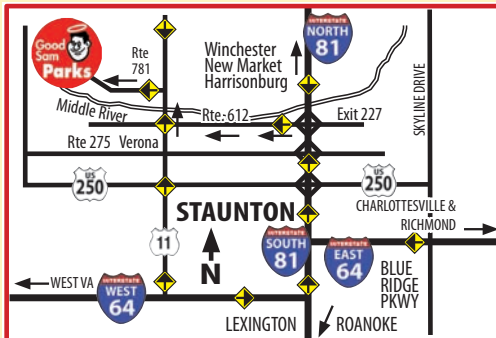 Good
Sam
Parks
Rte
781
Winchester
New Market
Harrisonburg
INTERSTATE
NORTH
81
SKYLINE DRIVE
Middle River
Rte. 612
Exit 227
Rte 275 Verona
US
250
US
250
STAUNTON
CHARLOTTESVILLE &
RICHMOND
11
N
INTERSTATE
SOUTH
81
INTERSTATE
EAST
64
BLUE
RIDGE
PKWY
WEST VA
INTERSTATE
WEST
64
LEXINGTON
ROANOKE